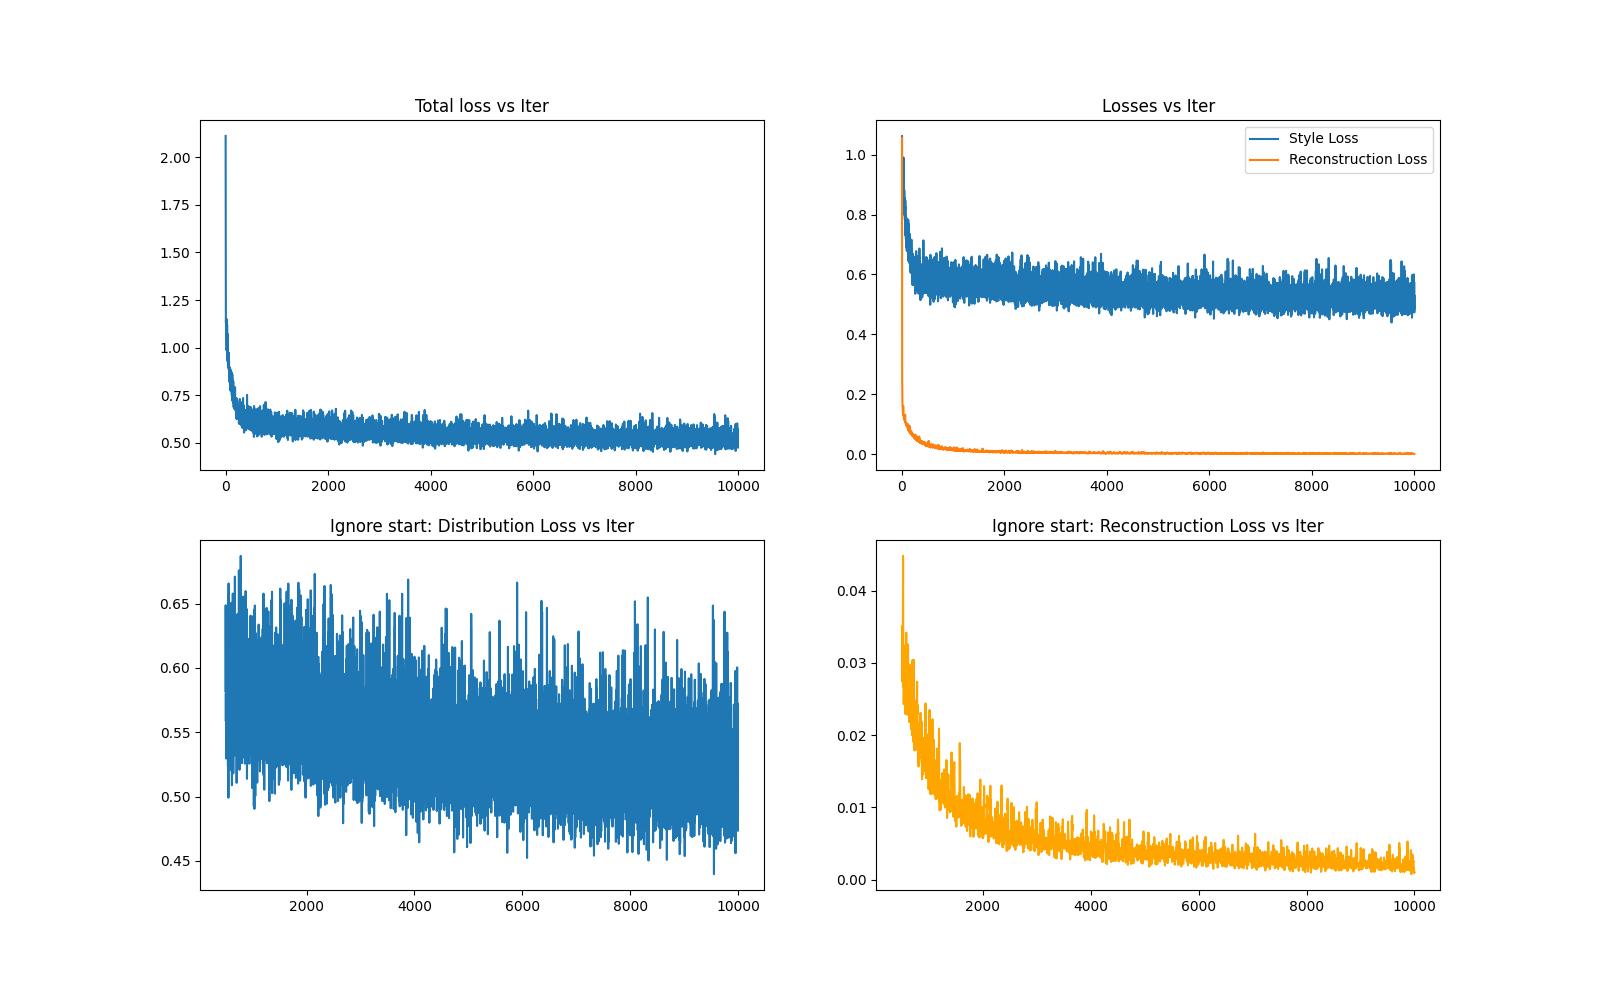 Total loss vs Iter
2.00
1.75
1.50
1.25
1.00
0.75
0.50
0 2000 4000 6000 8000 10000
Losses vs Iter
Style Loss
Reconstruction Loss
1.0
0.8
0.6
0.4
0.2
0.0
0 2000 4000 6000 8000 10000
Ignore start: Distribution Loss vs Iter
0.65
0.60
0.55
0.50
0.45
2000 4000 6000 8000 10000
Ignore start: Reconstruction Loss vs Iter
0.04
0.03
0.02
0.01
0.00
2000 4000 6000 8000 10000